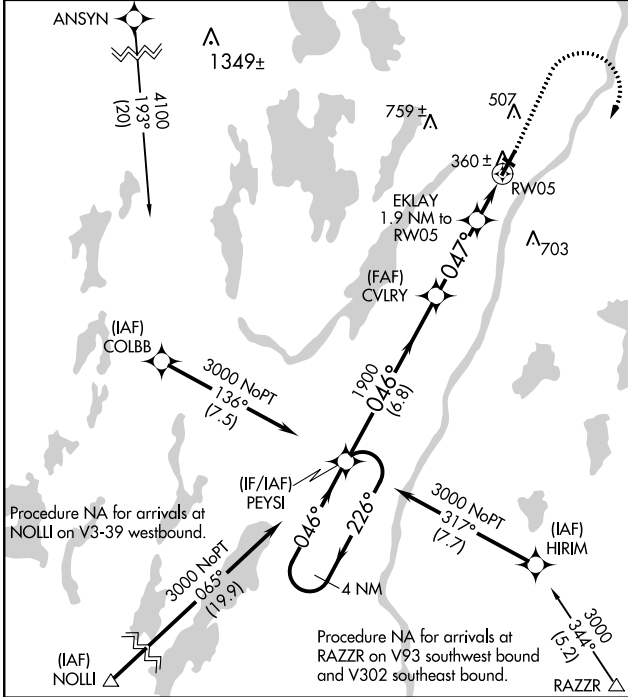 ANSYN
1349±
4100
193°
(20)
759±
507
360±
RW05
EKLAY
1.9 NM to
RW05
703
047°
(FAF)
CVLRY
(IAF)
COLBB
3000 NoPT
136°
(7.5)
1900
046°
(6.8)
(IF/IAF)
PEYSI
Procedure NA for arrivals at
NOLLI on V3-39 westbound.
046°
226°
3000 NoPT
317°
(7.7)
(IAF)
HIRIM
3000 NoPT
065°
(19.9)
4 NM
3000
344°
(5.2)
Procedure NA for arrivals at
RAZZR on V93 southwest bound
and V302 southeast bound.
(IAF)
NOLLI
RAZZR